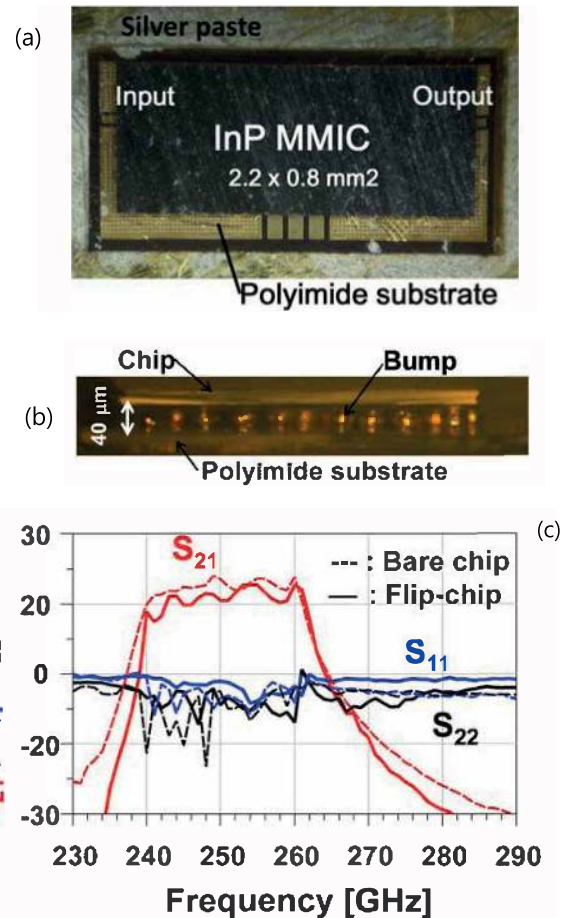 (a)
Silver paste
Input
Output
InP MMIC
2.2 x 0.8 mm2
Polyimide substrate
(b)
Chip
Bump
40 μm
Polyimide substrate
(c)
30
20
0
-20
-30
S21
--- : Bare chip
— : Flip-chip
S11
S22
230 240 250 260 270 280 290
Frequency [GHz]